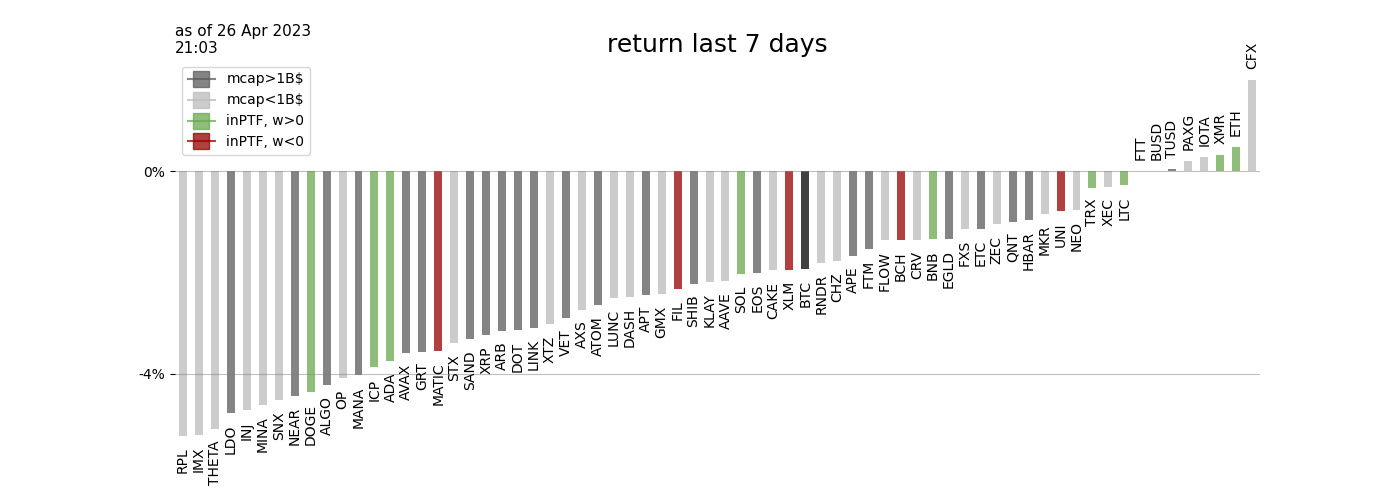 as of 26 Apr 2023
21:03
return last 7 days
mcap>1B$
mcap<1B$
inPTF, w>0
inPTF, w<0
0%
-4%
RPL
IMX
THETA
LDO
INJ
MINA
SNX
NEAR
DOGE
ALGO
OP
MANA
ICP
ADA
AVAX
GRT
MATIC
STX
SAND
XRP
ARB
DOT
LINK
XTZ
VET
AXS
ATOM
LUNC
DASH
APT
GMX
FIL
SHIB
KLAY
AAVE
SOL
EOS
CAKE
XLM
BTC
RNDR
CHZ
APE
FTM
FLOW
BCH
CRV
BNB
EGLD
FXS
ETC
ZEC
QNT
HBAR
MKR
UNI
NEO
TRX
XEC
LTC
FTT
BUSD
TUSD
PAXG
IOTA
XMR
ETH
CFX